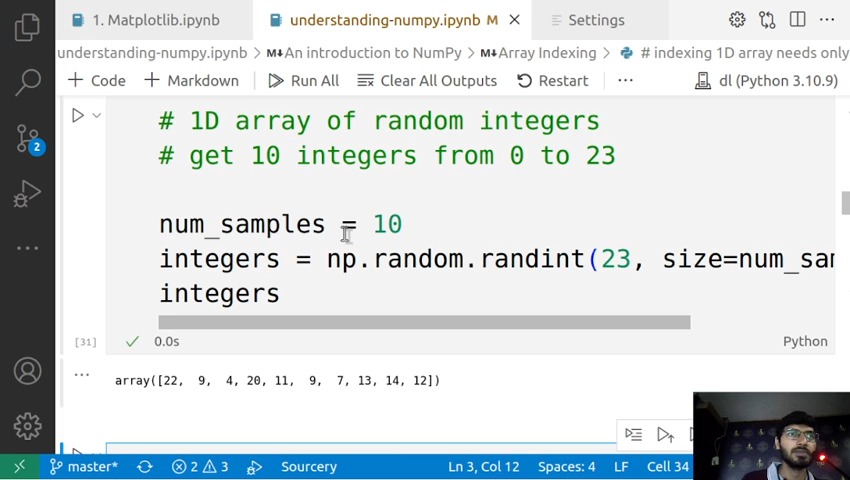 1. Matplotlib.ipynb understanding-numpy.ipynb M Settings
understanding-numpy.ipynb > An introduction to NumPy > Array Indexing > # indexing 1D array needs only
+ Code + Markdown Run All Clear All Outputs Restart ... dl (Python 3.10.9)
# 1D array of random integers
# get 10 integers from 0 to 23
num_samples = 10
integers = np.random.randint(23, size=num_sam
integers
[31] 0.0s Python
array([22, 9, 4, 20, 11, 9, 7, 13, 14, 12])
2
master* 2 3 Sourcery Ln 3, Col 12 Spaces: 4 LF Cell 34